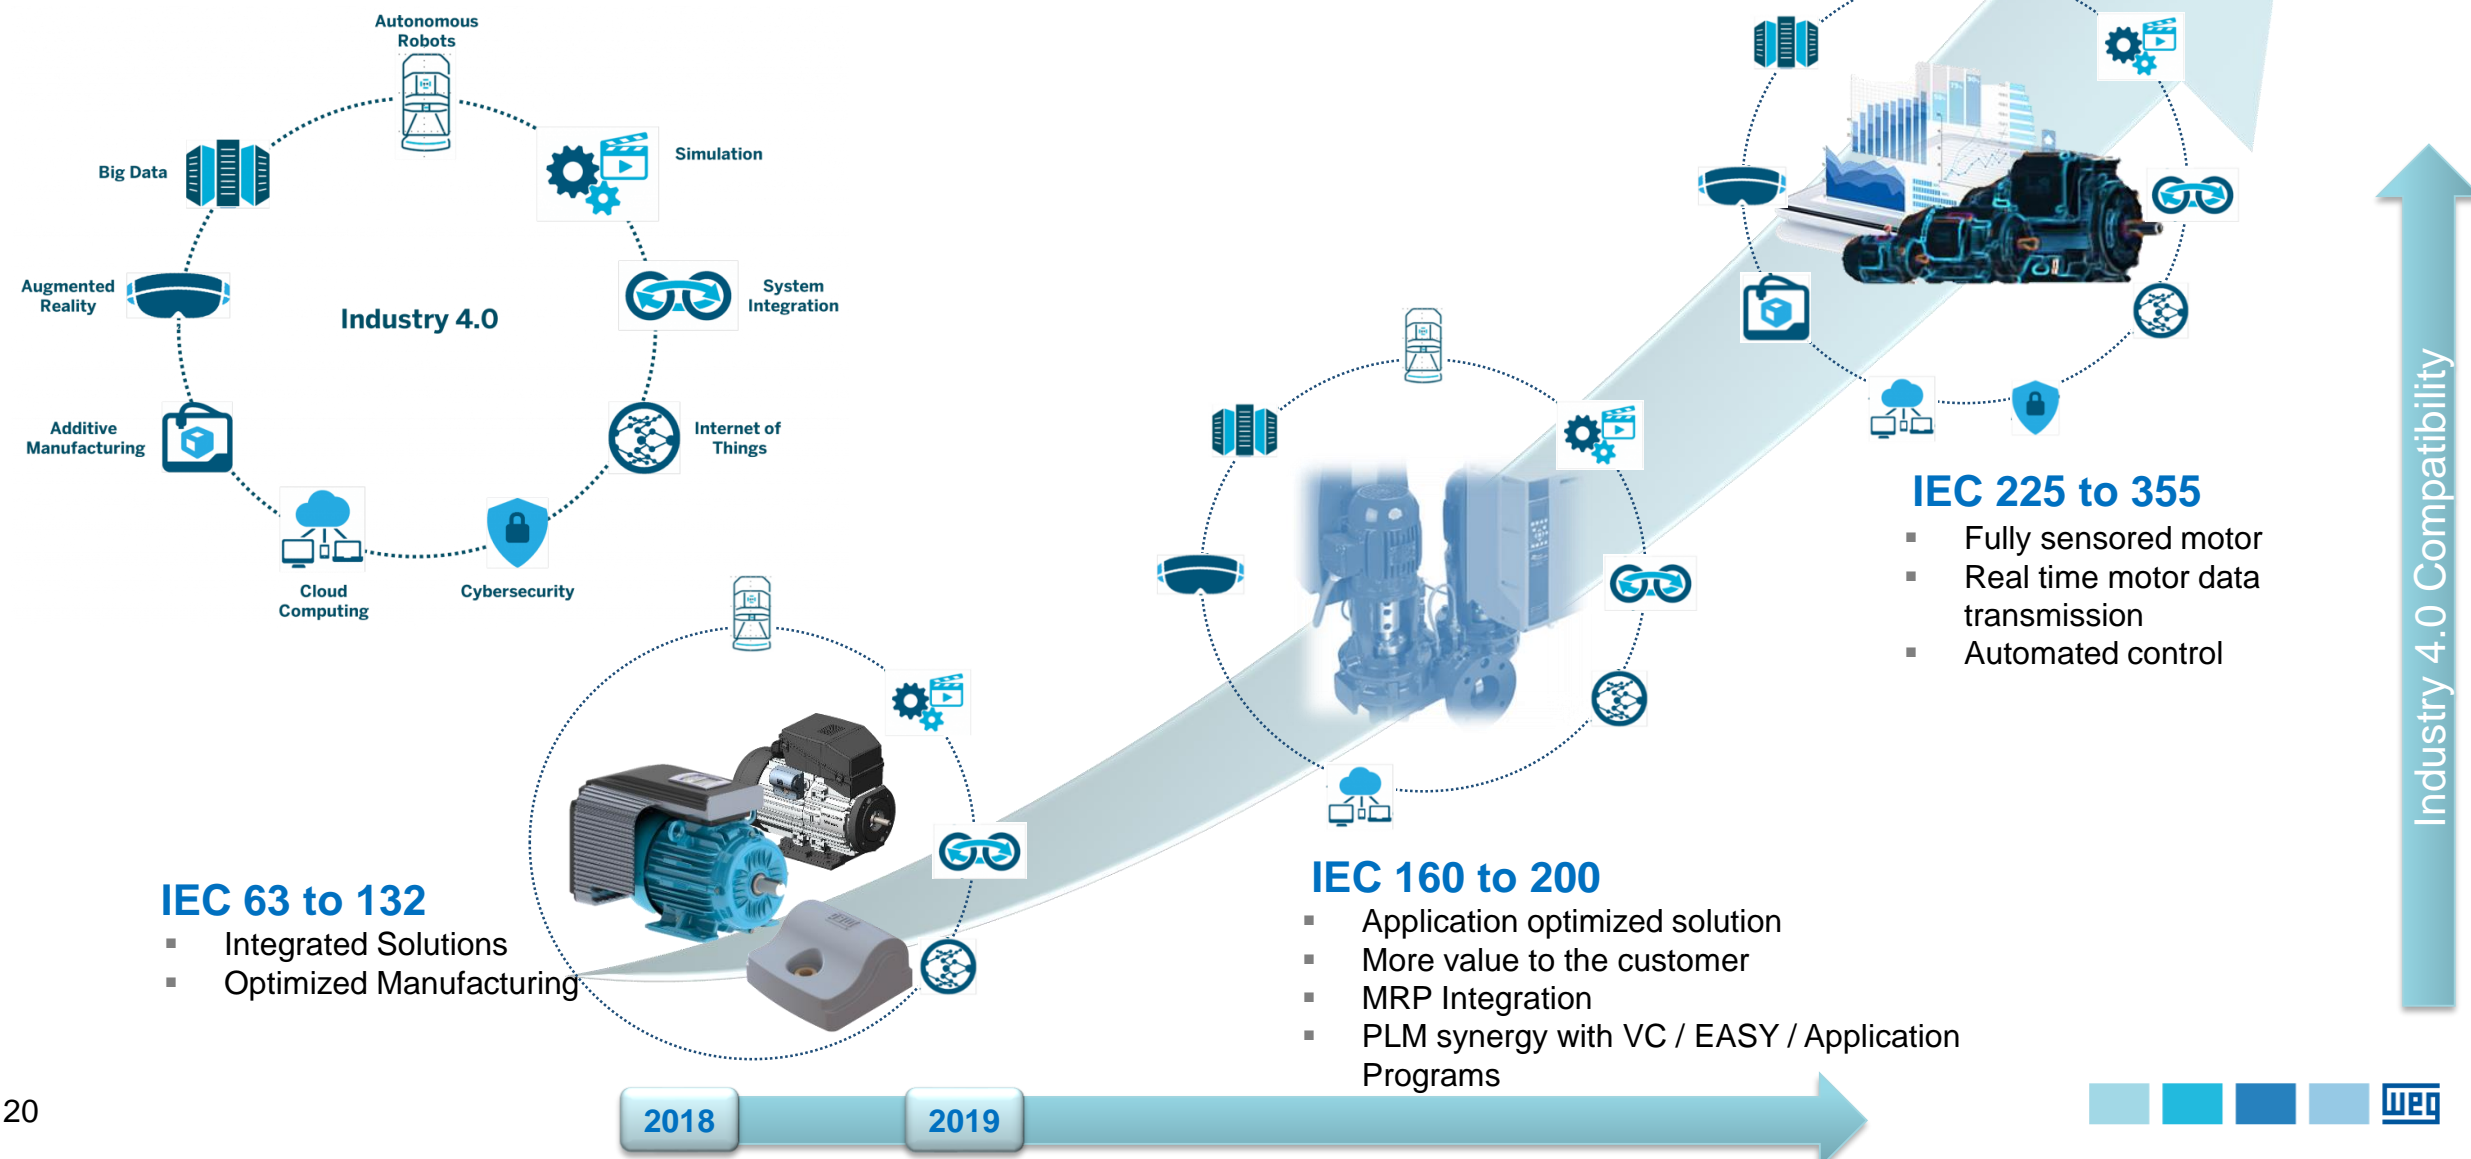 Autonomous
Robots
Big Data
Simulation
Augmented
Reality
Industry 4.0
System
Integration
Additive
Manufacturing
Internet of
Things
Cloud
Computing
Cybersecurity
IEC 63 to 132
▪ Integrated Solutions
▪ Optimized Manufacturing
IEC 160 to 200
▪ Application optimized solution
▪ More value to the customer
▪ MRP Integration
▪ PLM synergy with VC / EASY / Application
Programs
IEC 225 to 355
▪ Fully sensored motor
▪ Real time motor data
transmission
▪ Automated control
Industry 4.0 Compatibility
2018
2019
20
weg